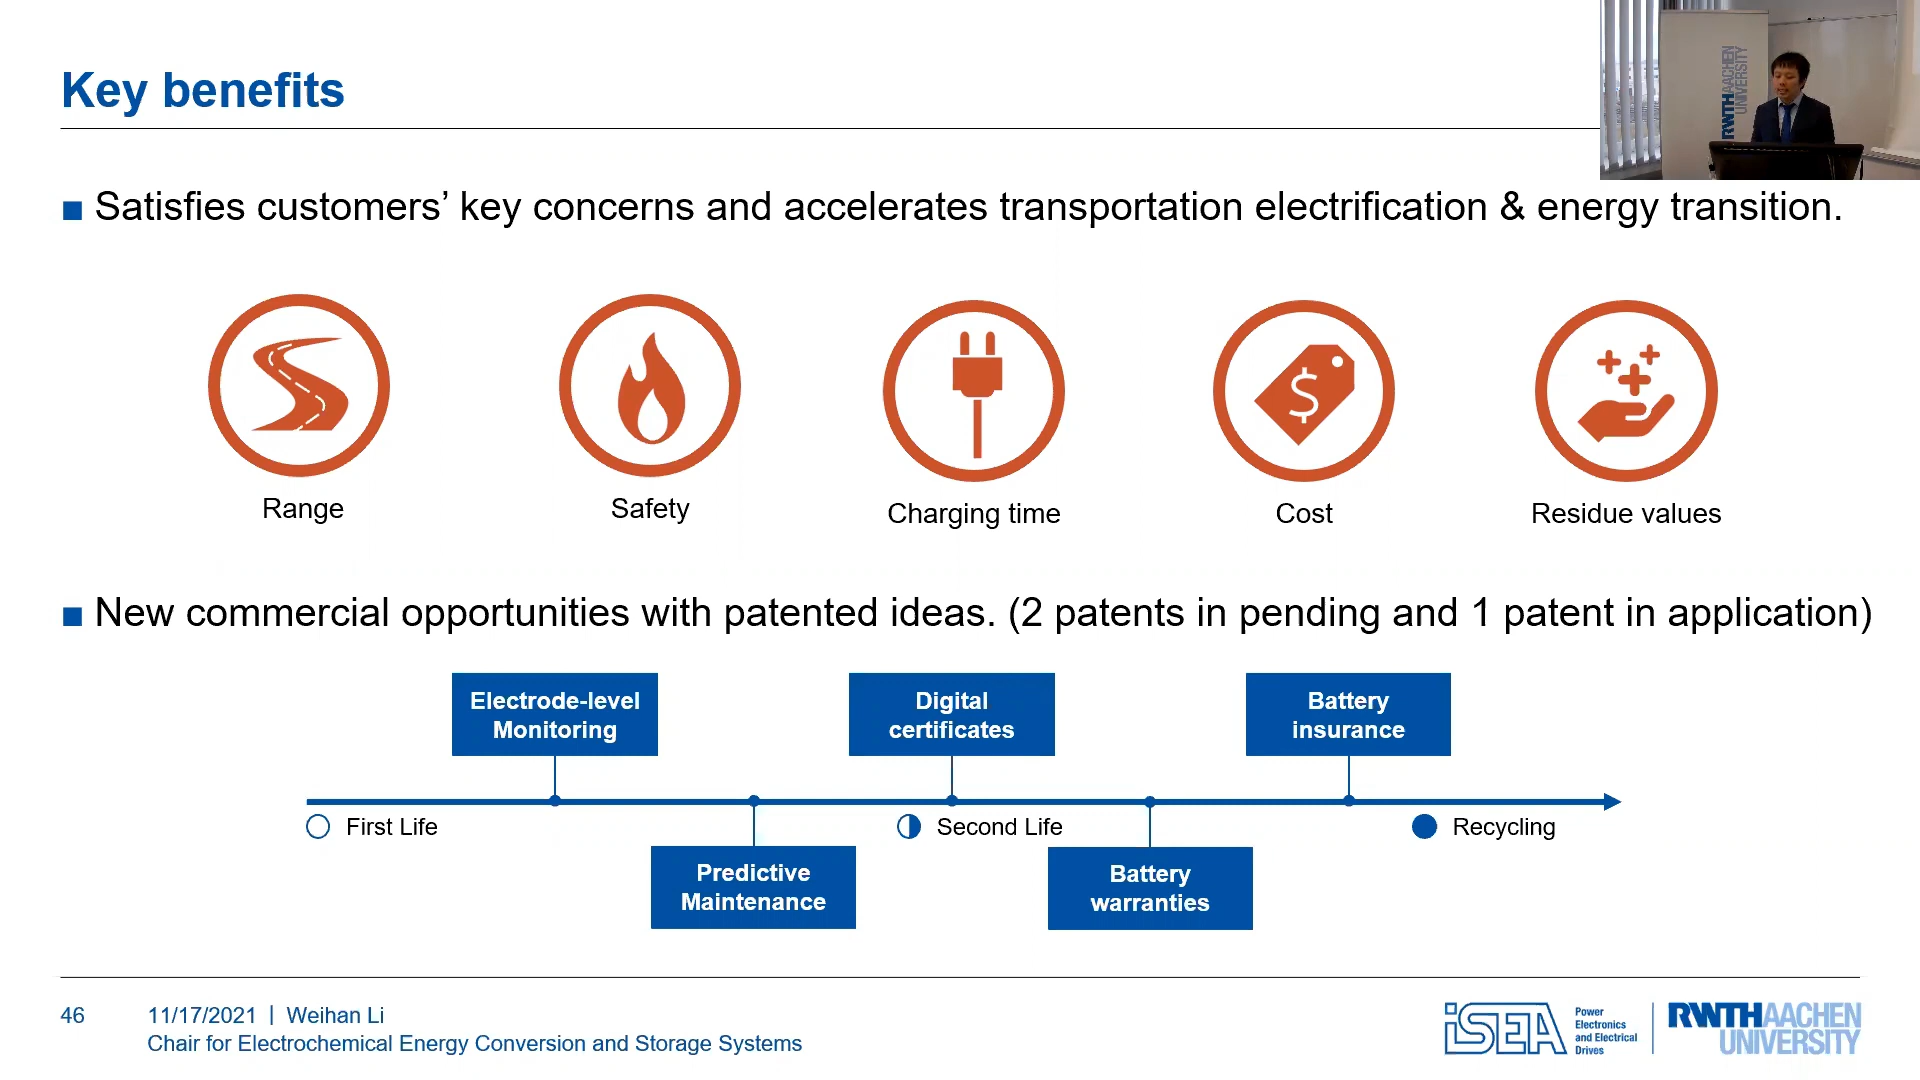 Key benefits
RWTHAACHEN
UNIVERSITY
Satisfies customers’ key concerns and accelerates transportation electrification & energy transition.
Range
Safety
Charging time
$
Cost
Residue values
New commercial opportunities with patented ideas. (2 patents in pending and 1 patent in application)
Electrode-level
Monitoring
Digital
certificates
Battery
insurance
First Life
Second Life
Recycling
Predictive
Maintenance
Battery
warranties
46
11/17/2021 | Weihan Li
Chair for Electrochemical Energy Conversion and Storage Systems
iSEA
Power
Electronics
and Electrical
Drives
RWTHAACHEN
UNIVERSITY